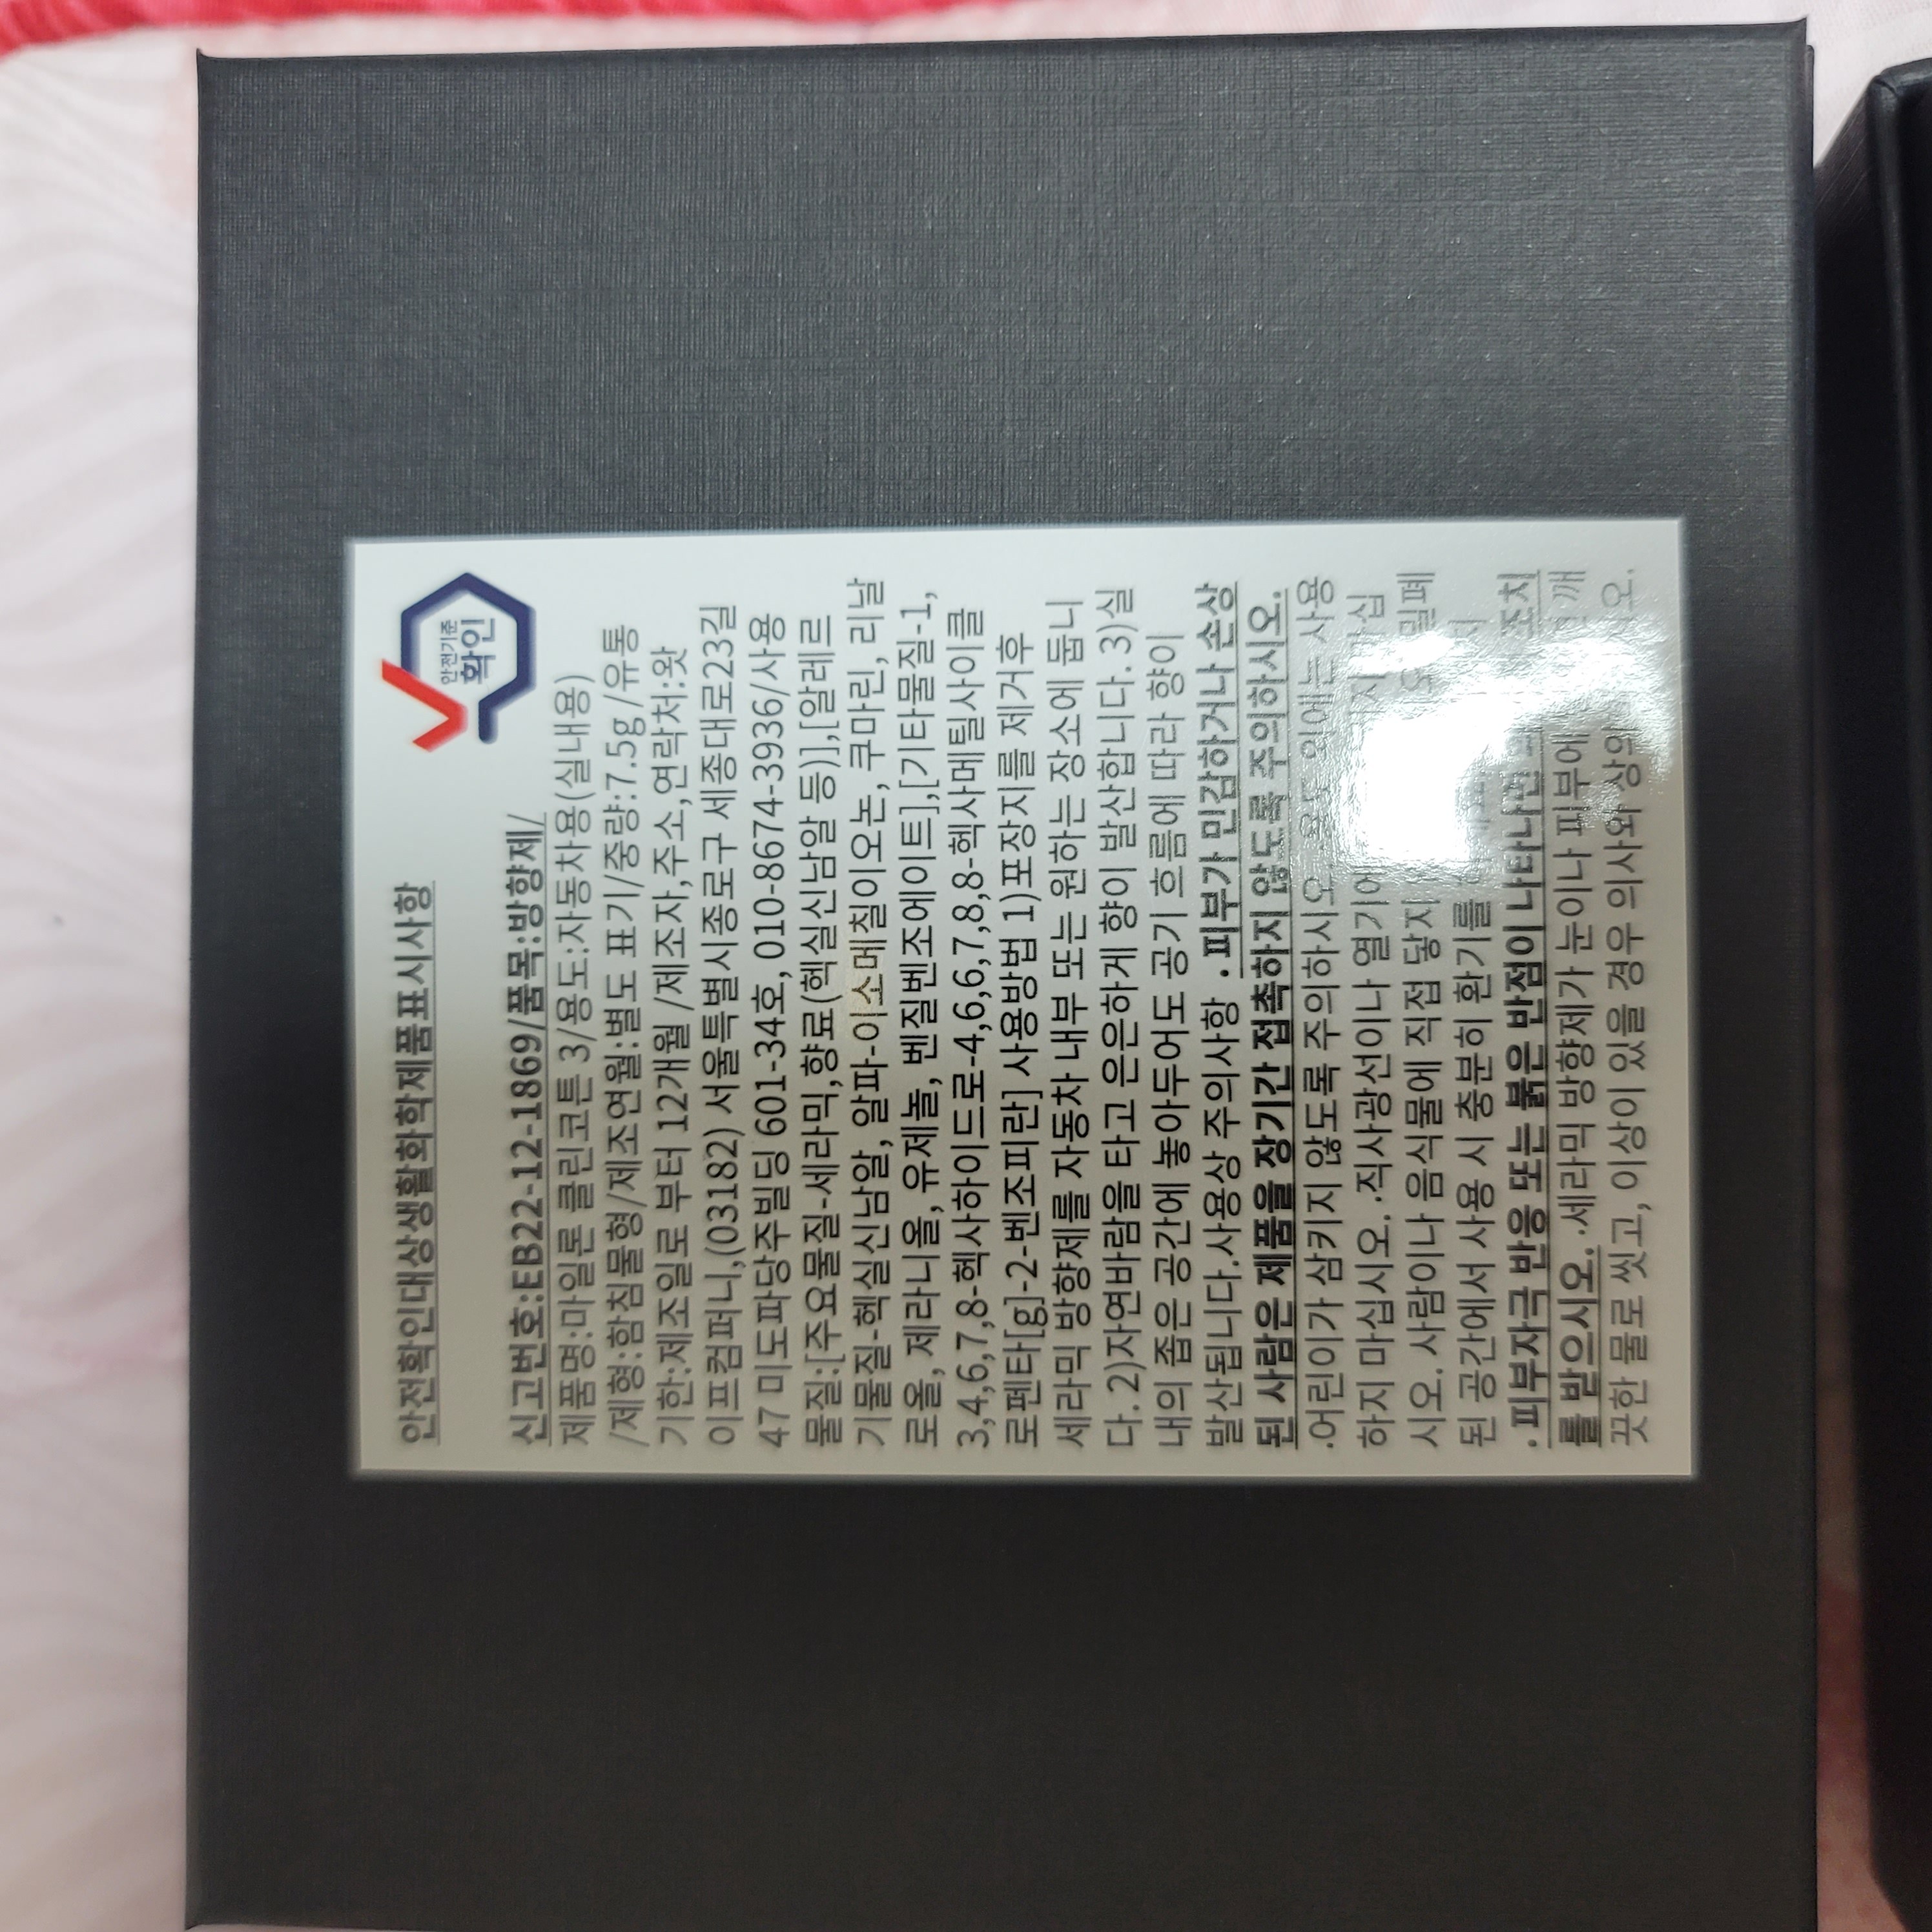 안전확인대상생활화학제품표시사항
안전기준
확인
신고번호:EB22-12-1869/품목:방향제/
제품명:마일론 클린코튼 3/용도:자동차용(실내용)
/제형:함침물형/제조연월:별도 표기/중량:7.5g /유통
기한:제조일로 부터 12개월 /제조자,주소,연락처:왓
이프컴퍼니,(03182) 서울특별시종로구 세종대로23길
47 미도파당주빌딩 601-34호, 010-8674-3936/사용
물질:[주요물질-세라믹,향료(헥실신남알 등)],[알레르
기물질-헥실신남알, 알파-이소메칠이오논, 쿠마린, 리날
로올, 제라니올, 유제놀, 벤질벤조에이트],[기타물질-1,
3,4,6,7,8-헥사하이드로-4,6,6,7,8,8-헥사메틸사이클
로펜타[g]-2-벤조피란] 사용방법 1)포장지를 제거후
세라믹 방향제를 자동차 내부 또는 원하는 장소에 둡니
다. 2)자연바람을 타고 은은하게 향이 발산합니다. 3)실
내의 좁은 공간에 놓아두어도 공기 흐름에 따라 향이
발산됩니다.사용상 주의사항 ·피부가 민감하거나 손상
된 사람은 제품을 장기간 접촉하지 않도록 주의하시오.
·어린이가 삼키지 않도록 주의하시오. ·용도 외에는 사용
하지 마십시오. ·직사광선이나 열기에
시오. 사람이나 음식물에 직접 닿지 밀폐
된 공간에서 사용 시 충분히 환기를
·피부자극 반응 또는 붉은 반점이 나타나면 조치
를 받으시오. ·세라믹 방향제가 눈이나 피부에 깨
끗한 물로 씻고, 이상이 있을 경우 의사와